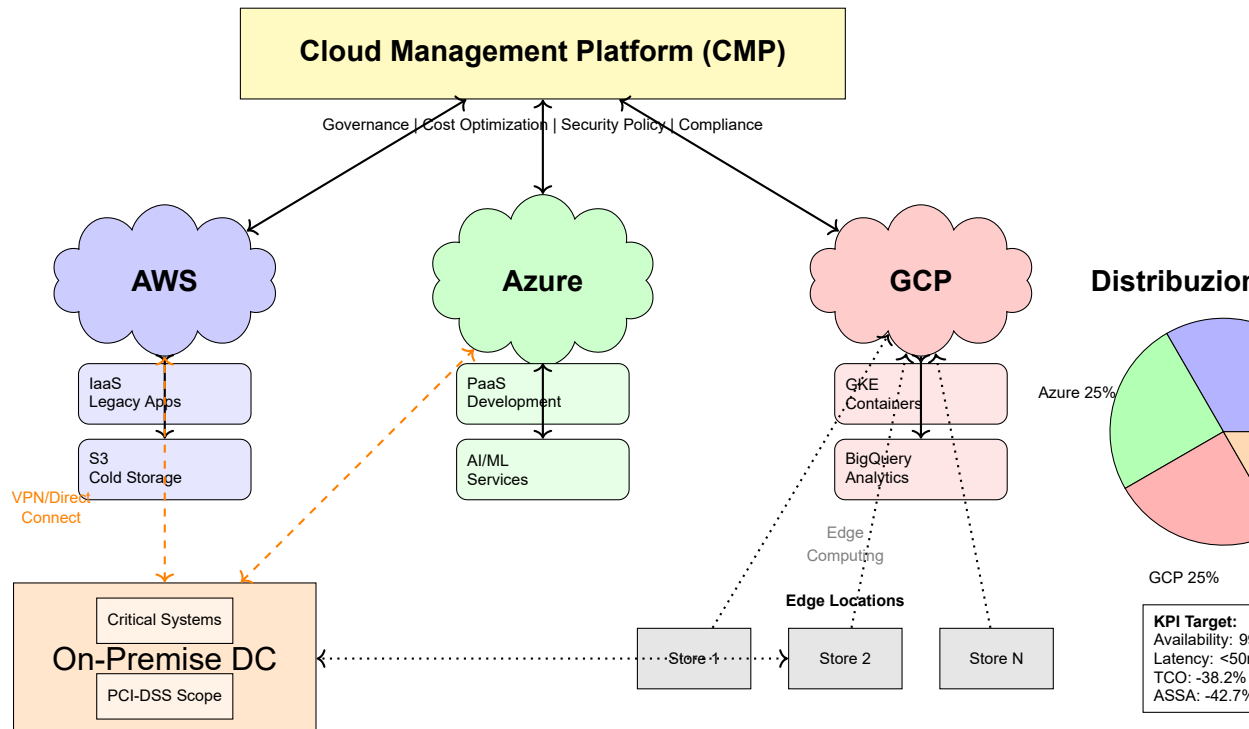 Cloud Management Platform (CMP)
Governance | Cost Optimization | Security Policy | Compliance
AWS
Azure
GCP
IaaS
Legacy Apps
S3
Cold Storage
PaaS
Development
AI/ML
Services
GKE
Containers
BigQuery
Analytics
VPN/Direct
Connect
Edge
Computing
Edge Locations
Critical Systems
On-Premise DC
PCI-DSS Scope
Store 1
Store 2
Store N
Distribuzion
Azure 25%
GCP 25%
KPI Target:
Availability:
Latency:
TCO: -38.2%
ASSA: -42.7%